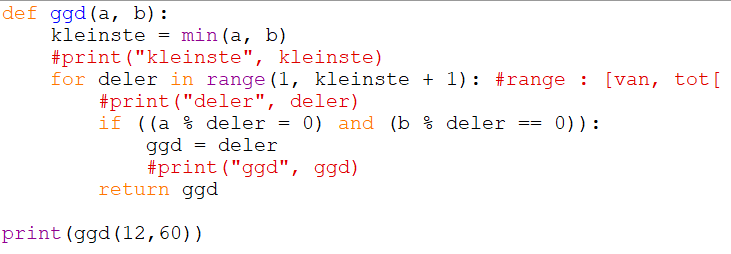 def ggd(a, b):
    kleinste = min(a, b)
    #print("kleinste", kleinste)
    for deler in range(1, kleinste + 1): #range : [van, tot[
        #print("deler", deler)
        if ((a % deler = 0) and (b % deler == 0)):
            ggd = deler
            #print("ggd", ggd)
        return ggd

print(ggd(12,60))